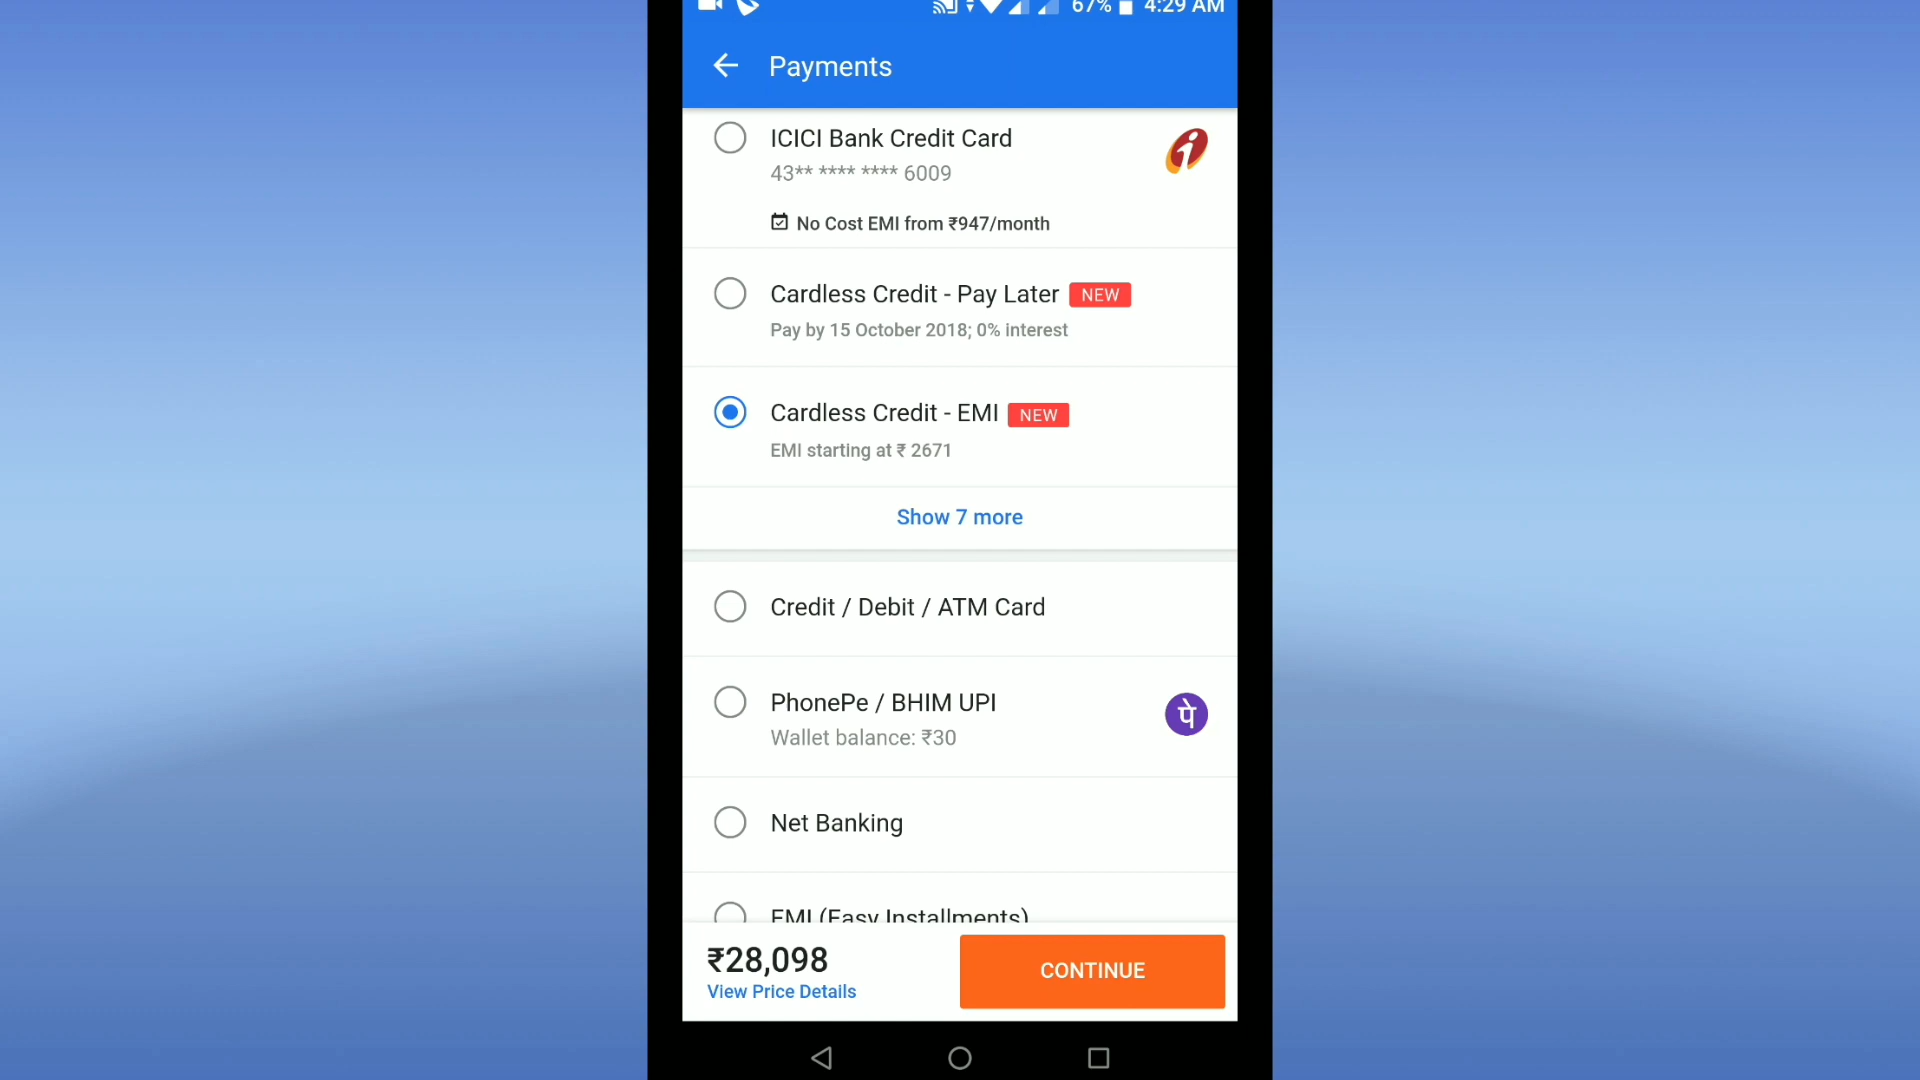 67% 4:29 AM
Payments
ICICI Bank Credit Card
43** **** **** 6009
No Cost EMI from ₹947/month
Cardless Credit - Pay Later NEW
Pay by 15 October 2018; 0% interest
Cardless Credit - EMI NEW
EMI starting at ₹ 2671
Show 7 more
Credit / Debit / ATM Card
PhonePe / BHIM UPI
पे
Wallet balance: ₹30
Net Banking
EMI (Easy Installments)
₹28,098
View Price Details
CONTINUE